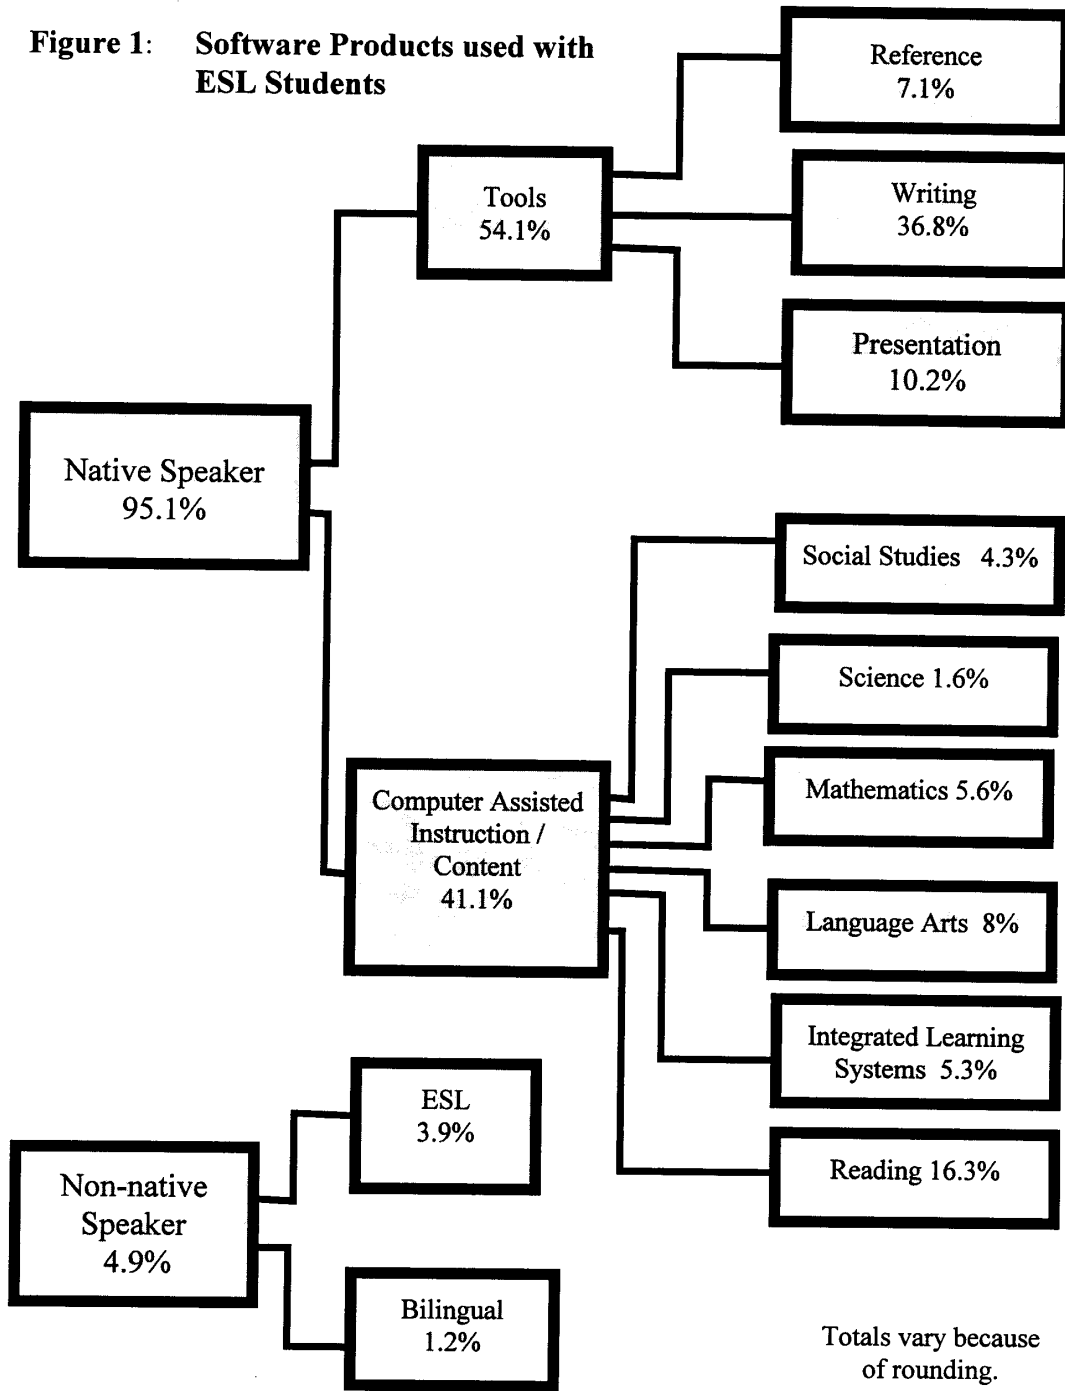 Figure 1: Software Products used with
ESL Students
Reference
7.1%
Tools
54.1%
Writing
36.8%
Presentation
10.2%
Native Speaker
95.1%
Social Studies 4.3%
Science 1.6%
Computer Assisted
Instruction /
Content
41.1%
Mathematics 5.6%
Language Arts 8%
Integrated Learning
Systems 5.3%
Reading 16.3%
ESL
3.9%
Non-native
Speaker
4.9%
Bilingual
1.2%
Totals vary because
of rounding.